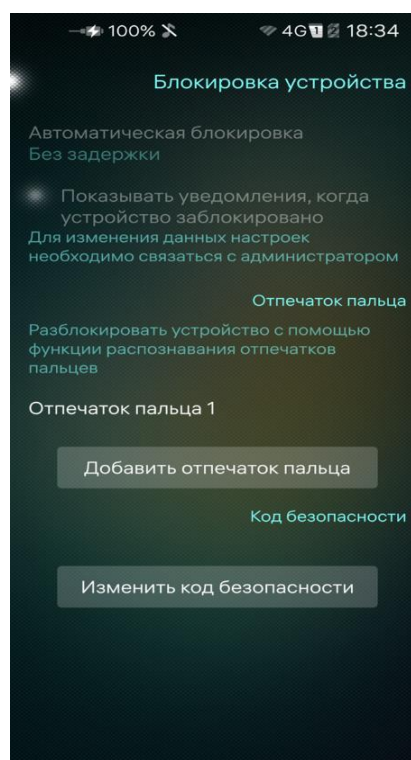 100% 4G 1 18:34
Блокировка устройства
Автоматическая блокировка
Без задержки
Показывать уведомления, когда
устройство заблокировано
Для изменения данных настроек
необходимо связаться с администратором
Отпечаток пальца
Разблокировать устройство с помощью
функции распознавания отпечатков
пальцев
Отпечаток пальца 1
Добавить отпечаток пальца
Код безопасности
Изменить код безопасности